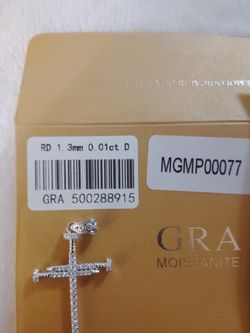 RD 1.3mm 0.01ct D
GRA 500288915
MGMP00077
GRA
MOISSANITE